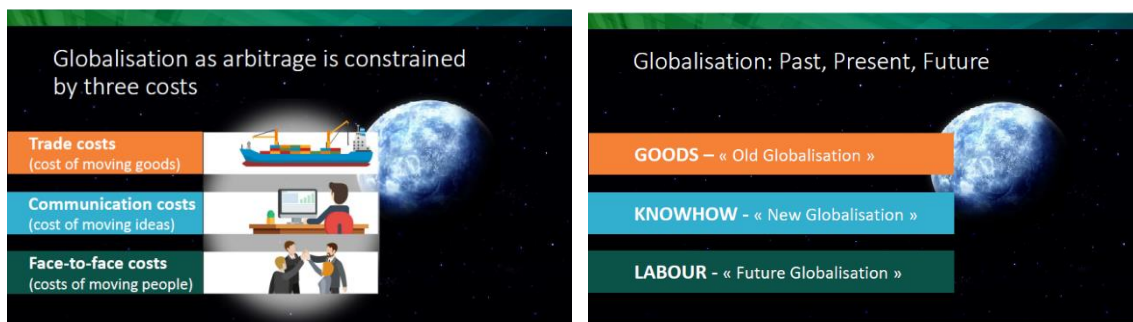 Globalisation as arbitrage is constrained
by three costs
Trade costs
(cost of moving goods)
Communication costs
(cost of moving ideas)
Face-to-face costs
(costs of moving people)
Globalisation: Past, Present, Future
GOODS – « Old Globalisation »
KNOWHOW - « New Globalisation »
LABOUR - « Future Globalisation »